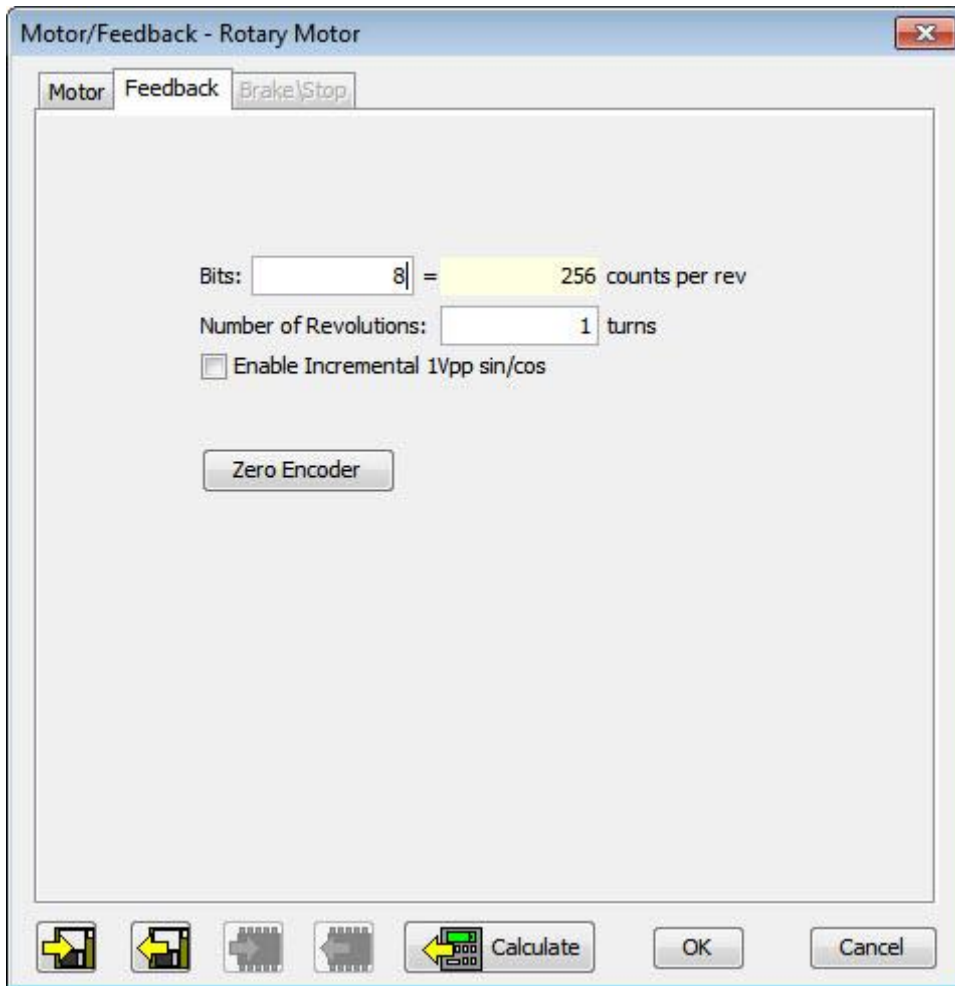 Motor/Feedback - Rotary Motor
Motor Feedback Brake\Stop
Bits: 8 = 256 counts per rev
Number of Revolutions: 1 turns
Enable Incremental 1Vpp sin/cos
Zero Encoder
Calculate OK Cancel